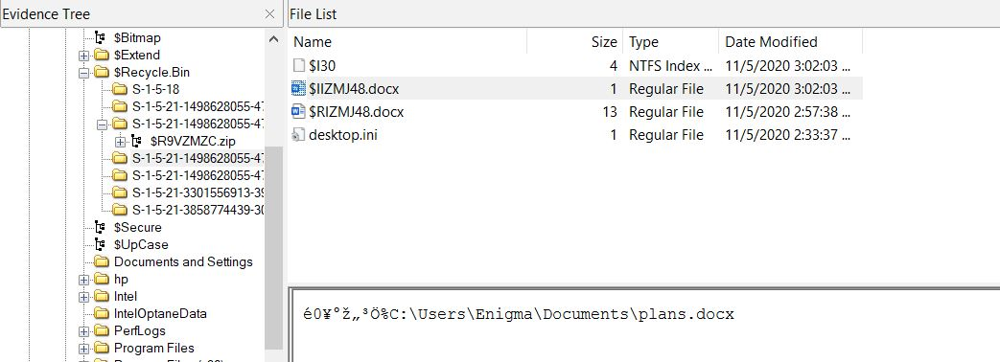 Evidence Tree
$Bitmap
$Extend
$Recycle.Bin
S-1-5-18
S-1-5-21-1498628055-47
S-1-5-21-1498628055-47
$R9VZMZC.zip
S-1-5-21-1498628055-47
S-1-5-21-1498628055-47
S-1-5-21-3301556913-39
S-1-5-21-3858774439-30
$Secure
$UpCase
Documents and Settings
hp
Intel
IntelOptaneData
PerfLogs
Program Files
File List
Name Size Type Date Modified
$I30 4 NTFS Index ... 11/5/2020 3:02:03 ...
$IIZMJ48.docx 1 Regular File 11/5/2020 3:02:03 ...
$RIZMJ48.docx 13 Regular File 11/5/2020 2:57:38 ...
desktop.ini 1 Regular File 11/5/2020 2:33:37 ...
é0¥°ž„³Ö%C:\Users\Enigma\Documents\plans.docx